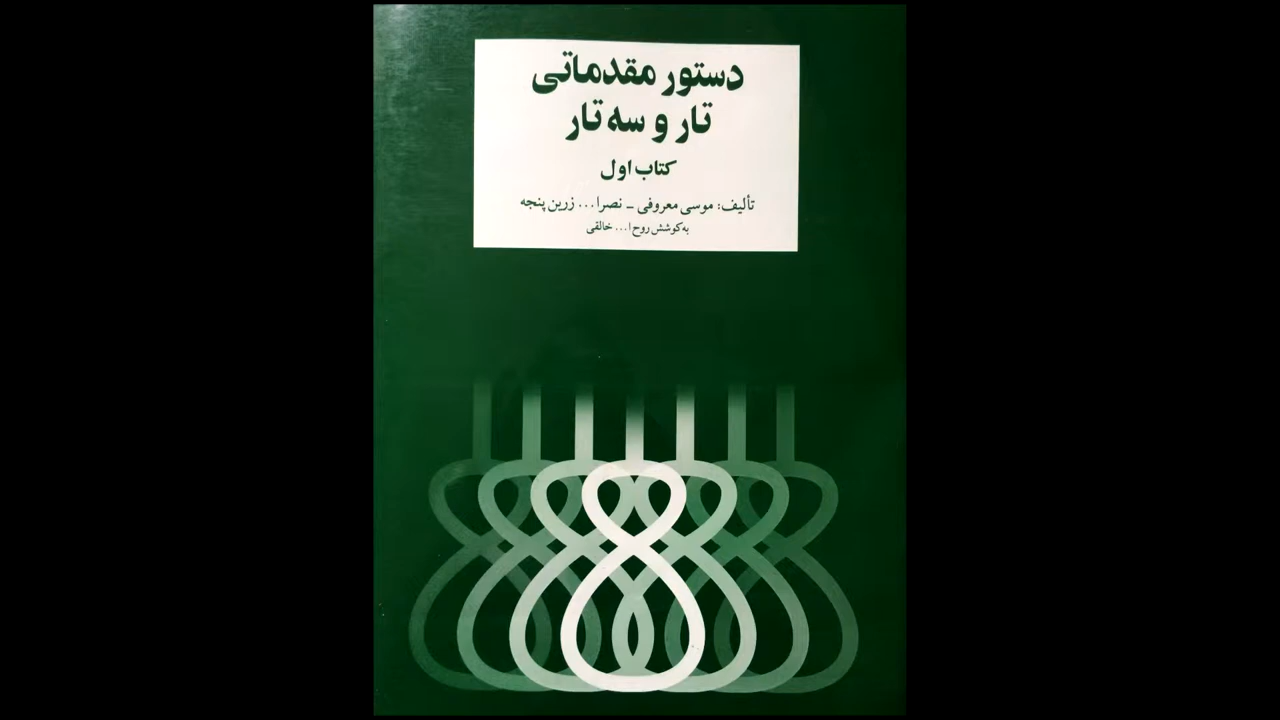 دستور مقدماتی
تار و سه تار
کتاب اول
تألیف: موسی معروفی ـ نصرا... زرین پنجه
به کوشش روح ا... خالقی